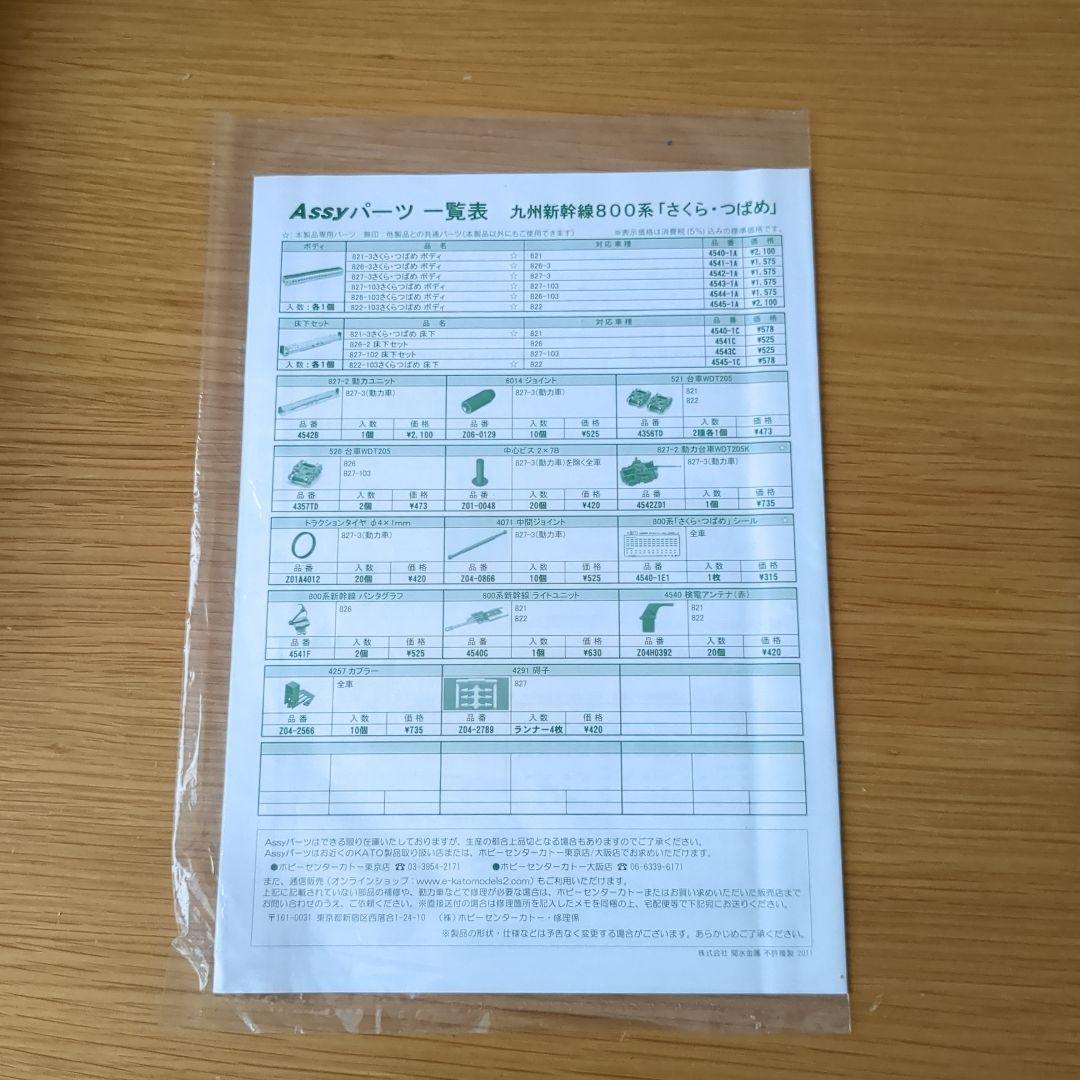 Assyパーツ 一覧表 九州新幹線800系「さくら・つばめ」
☆:本製品専用パーツ 無印:他製品との共通パーツ(本製品以外にもご使用できます) ※表示価格は消費税(5%)込みの標準価格です。
ボディ 品名 対応車種 品番 価格
821-3さくら・つばめ ボディ ☆ 821 4540-1A ¥2,100
826-3さくら・つばめ ボディ ☆ 826-3 4541-1A ¥1,575
827-3さくら・つばめ ボディ ☆ 827-3 4542-1A ¥1,575
827-103さくらつばめ ボディ ☆ 827-103 4543-1A ¥1,575
826-103さくらつばめ ボディ ☆ 826-103 4544-1A ¥1,575
入数:各1個 822-103さくらつばめ ボディ ☆ 822 4545-1A ¥2,100
床下セット 品名 対応車種 品番 価格
821-3さくら・つばめ 床下 ☆ 821 4540-1C ¥578
826-2 床下セット 826 4541C ¥525
827-102 床下セット 827-103 4543C ¥525
入数:各1個 822-103さくらつばめ 床下 ☆ 822 4545-1C ¥578
827-2 動力ユニット 6014 ジョイント 521 台車WDT205
827-3(動力車) 827-3(動力車) 821
822
品番 入数 価格 品番 入数 価格 品番 入数 価格
4542B 1個 ¥2,100 Z06-0129 10個 ¥525 4356TD 2種各1個 ¥473
526 台車WDT205 中心ビス 2×7B 827-2 動力台車WDT205K ☆
826 827-3(動力車)を除く全車 827-3(動力車)
827-103
品番 入数 価格 品番 入数 価格 品番 入数 価格
4357TD 2個 ¥473 Z01-0048 20個 ¥420 4542ZD1 1個 ¥735
トラクションタイヤ φ4×1mm 4071 中間ジョイント 800系「さくら・つばめ」シール ☆
827-3(動力車) 827-3(動力車) 全車
品番 入数 価格 品番 入数 価格 品番 入数 価格
Z01A4012 20個 ¥420 Z04-0866 10個 ¥525 4540-1E1 1枚 ¥315
800系新幹線 パンタグラフ 800系新幹線 ライトユニット 4540 検電アンテナ(赤)
826 821 821
822 822
品番 入数 価格 品番 入数 価格 品番 入数 価格
4541F 2個 ¥525 4540G 1個 ¥630 Z04H0392 20個 ¥420
4257 カプラー 4291 碍子
全車 827
品番 入数 価格 品番 入数 価格
Z04-2566 10個 ¥735 Z04-2789 ランナー4枚 ¥420
Assyパーツはできる限り在庫いたしておりますが、生産の都合上品切となる場合もありますのでご了承ください。
Assyパーツはお近くのKATO製品取り扱い店または、ホビーセンターカトー東京店/大阪店でお求めいただけます。
●ホビーセンターカトー東京店 ☎03-3954-2171 ●ホビーセンターカトー大阪店 ☎06-6339-6171
また、通信販売(オンラインショップ:www.e-katomodels2.com)もご利用いただけます。
上記に記載されていない部品の補修や、動力車などで修理が必要な場合は、ホビーセンターカトーまたはお買い求めいただいた販売店まで
お問い合わせのうえ、ご依頼ください。※直接送付の場合は修理箇所を記入したメモを同梱の上、宅配便等で下記宛にお送りください。
〒161-0031 東京都新宿区西落合1-24-10 (株)ホビーセンターカトー・修理係
※製品の形状・仕様などは予告なく変更する場合がございます。あらかじめご了承ください。
株式会社 関水金属 不許複製 2011